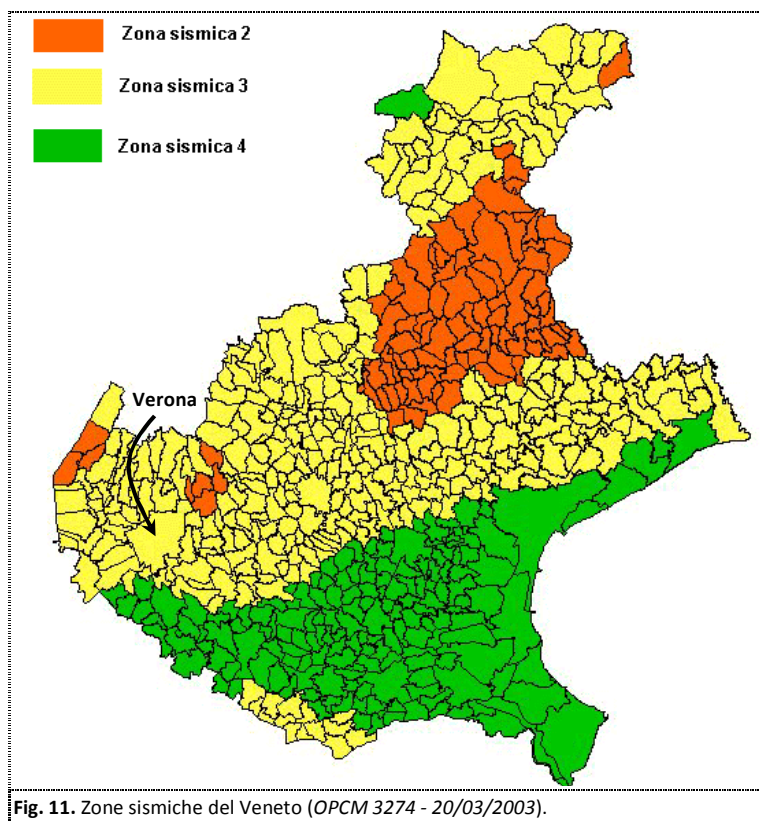 Zona sismica 2
Zona sismica 3
Zona sismica 4
Verona
Fig. 11. Zone sismiche del Veneto (OPCM 3274 - 20/03/2003).